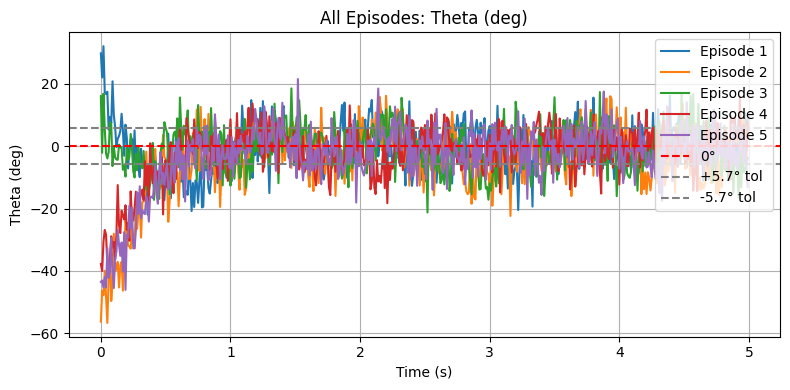 All Episodes: Theta (deg)
Theta (deg)
20
0
−20
−40
−60
0
1
2
3
4
5
Time (s)
Episode 1
Episode 2
Episode 3
Episode 4
Episode 5
0°
+5.7° tol
-5.7° tol